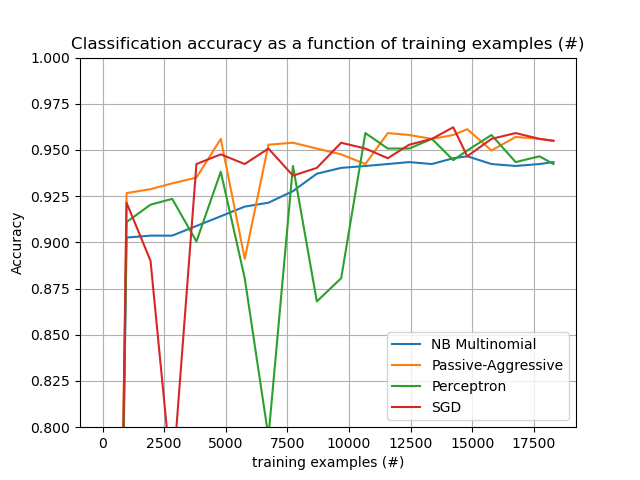 Classification accuracy as a function of training examples (#)
1.000
0.975
0.950
0.925
0.900
0.875
0.850
0.825
0.800
Accuracy
NB Multinomial
Passive-Aggressive
Perceptron
SGD
0 2500 5000 7500 10000 12500 15000 17500
training examples (#)